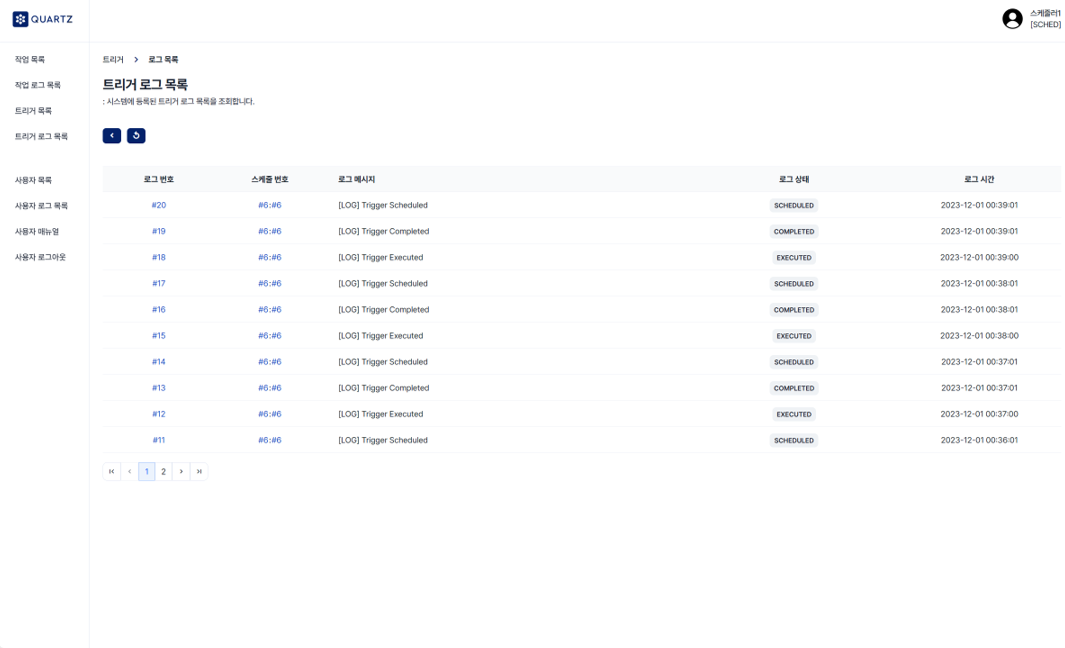 QUARTZ
스케줄러1
[SCHED]
작업 목록
작업 로그 목록
트리거 목록
트리거 로그 목록
사용자 목록
사용자 로그 목록
사용자 매뉴얼
사용자 로그아웃
트리거 > 로그 목록
트리거 로그 목록
: 시스템에 등록된 트리거 로그 목록을 조회합니다.
로그 번호 스케줄 번호 로그 메시지 로그 상태 로그 시간
#20 #6:#6 [LOG] Trigger Scheduled SCHEDULED 2023-12-01 00:39:01
#19 #6:#6 [LOG] Trigger Completed COMPLETED 2023-12-01 00:39:01
#18 #6:#6 [LOG] Trigger Executed EXECUTED 2023-12-01 00:39:00
#17 #6:#6 [LOG] Trigger Scheduled SCHEDULED 2023-12-01 00:38:01
#16 #6:#6 [LOG] Trigger Completed COMPLETED 2023-12-01 00:38:01
#15 #6:#6 [LOG] Trigger Executed EXECUTED 2023-12-01 00:38:00
#14 #6:#6 [LOG] Trigger Scheduled SCHEDULED 2023-12-01 00:37:01
#13 #6:#6 [LOG] Trigger Completed COMPLETED 2023-12-01 00:37:01
#12 #6:#6 [LOG] Trigger Executed EXECUTED 2023-12-01 00:37:00
#11 #6:#6 [LOG] Trigger Scheduled SCHEDULED 2023-12-01 00:36:01
1 2